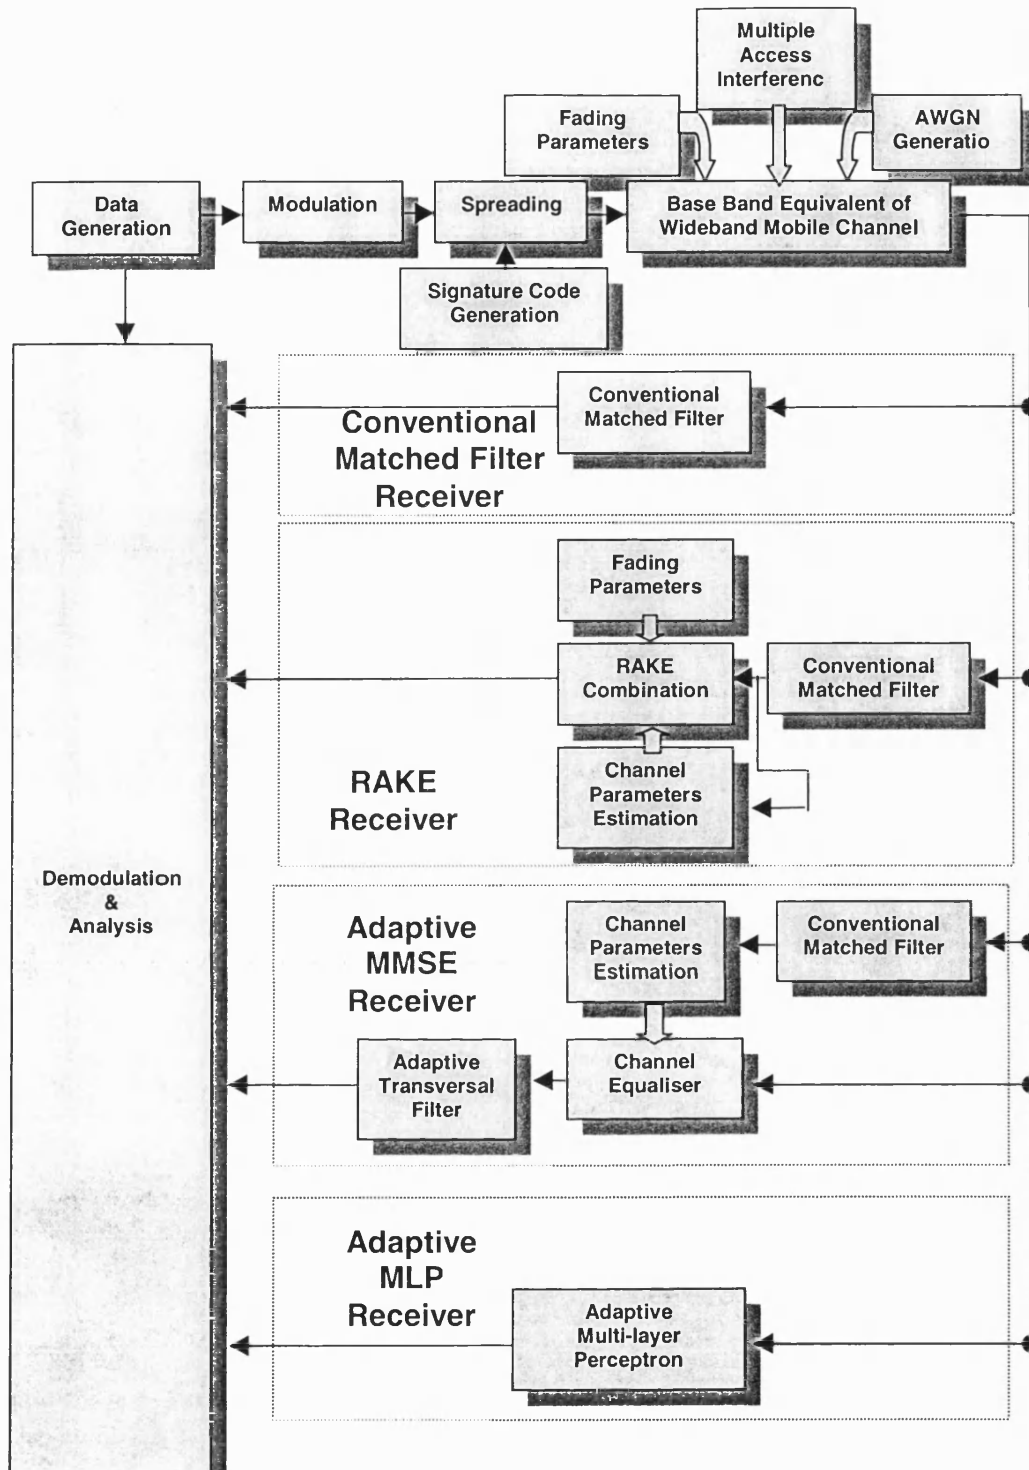 Multiple
Access
Interferenc
Fading
Parameters
AWGN
Generatio
Data
Generation
Modulation
Spreading
Base Band Equivalent of
Wideband Mobile Channel
Signature Code
Generation
Conventional
Matched Filter
Conventional
Matched Filter
Receiver
Fading
Parameters
RAKE
Combination
Conventional
Matched Filter
Channel
Parameters
Estimation
RAKE
Receiver
Demodulation
&
Analysis
Adaptive
MMSE
Receiver
Channel
Parameters
Estimation
Conventional
Matched Filter
Adaptive
Transversal
Filter
Channel
Equaliser
Adaptive
MLP
Receiver
Adaptive
Multi-layer
Perceptron